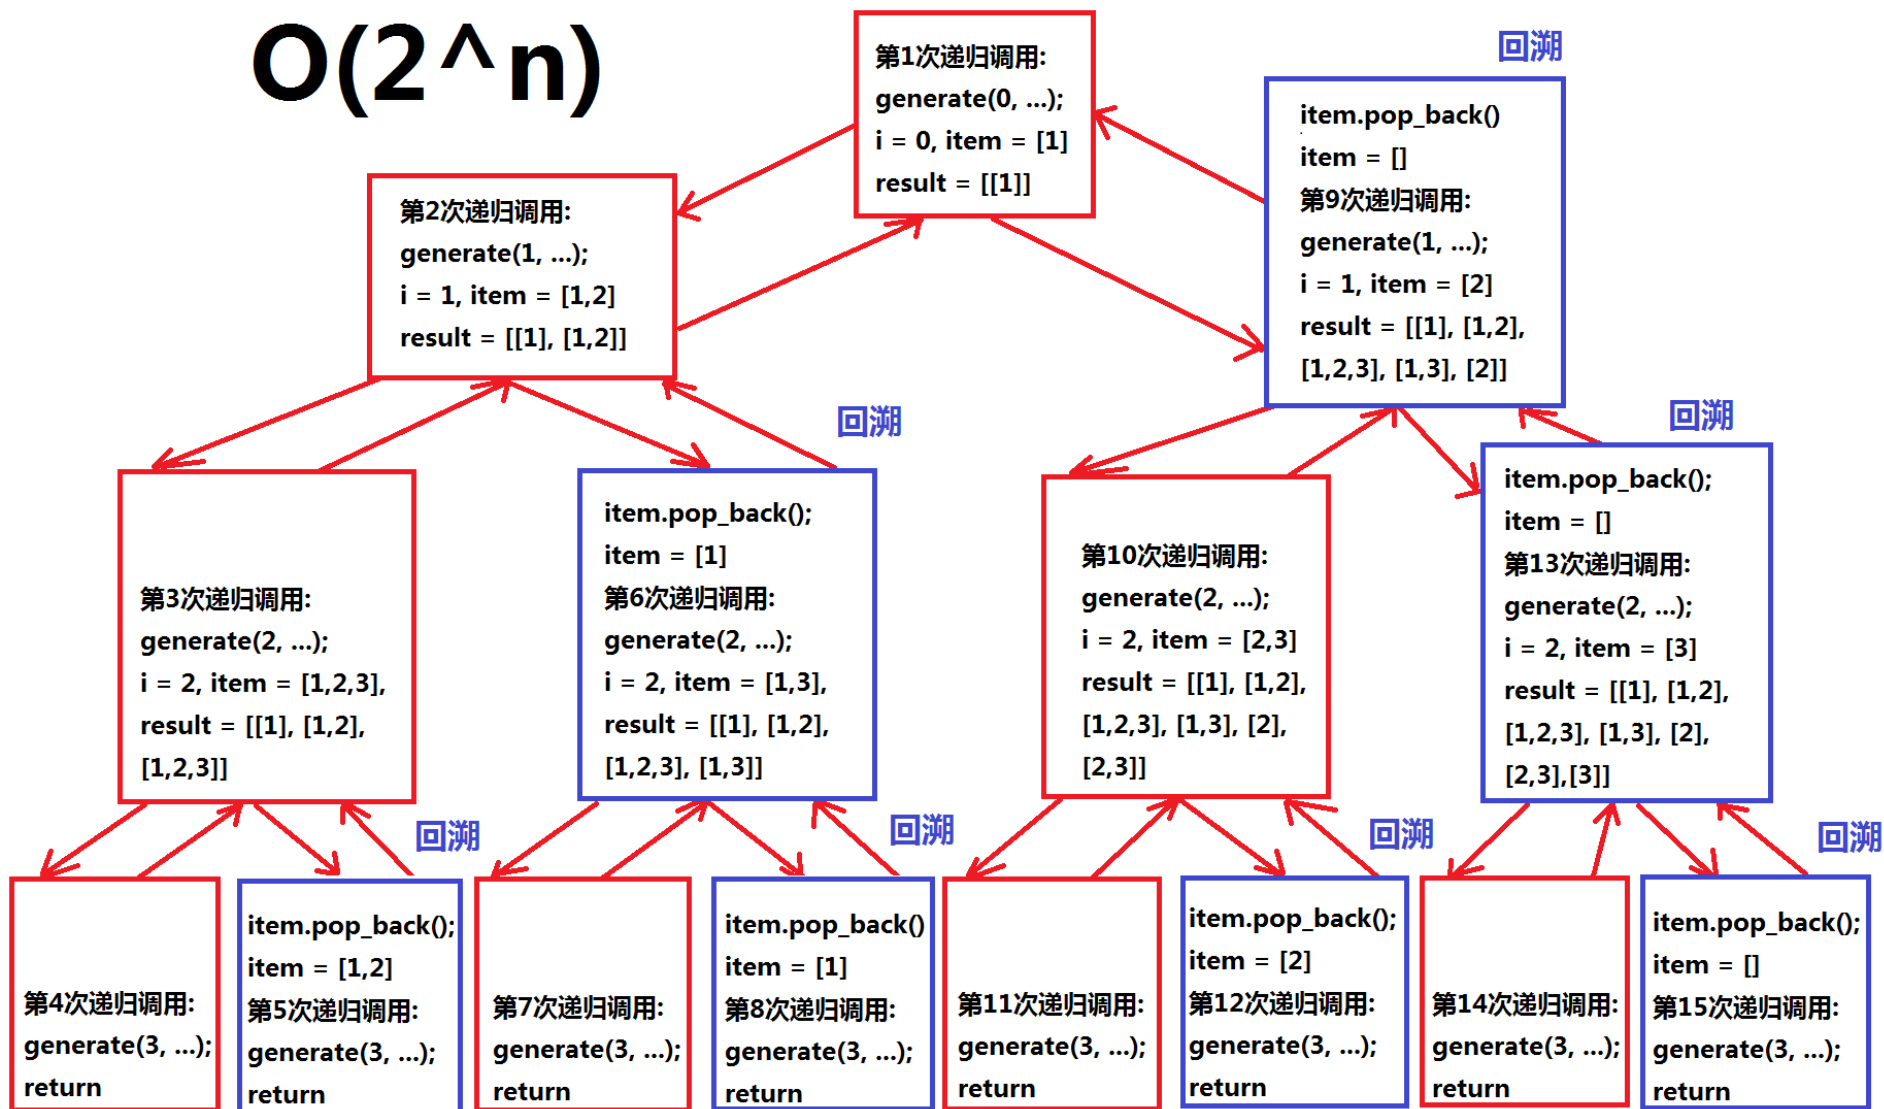 O(2^n)
第1次递归调用:
generate(0, ...);
i = 0, item = [1]
result = [[1]]
回溯
item.pop_back()
item = []
第9次递归调用:
generate(1, ...);
i = 1, item = [2]
result = [[1], [1,2],
[1,2,3], [1,3], [2]]
第2次递归调用:
generate(1, ...);
i = 1, item = [1,2]
result = [[1], [1,2]]
第3次递归调用:
generate(2, ...);
i = 2, item = [1,2,3],
result = [[1], [1,2],
[1,2,3]]
回溯
item.pop_back();
item = [1]
第6次递归调用:
generate(2, ...);
i = 2, item = [1,3],
result = [[1], [1,2],
[1,2,3], [1,3]]
第10次递归调用:
generate(2, ...);
i = 2, item = [2,3]
result = [[1], [1,2],
[1,2,3], [1,3], [2],
[2,3]]
回溯
item.pop_back();
item = []
第13次递归调用:
generate(2, ...);
i = 2, item = [3]
result = [[1], [1,2],
[1,2,3], [1,3], [2],
[2,3],[3]]
第4次递归调用:
generate(3, ...);
return
回溯
item.pop_back();
item = [1,2]
第5次递归调用:
generate(3, ...);
return
第7次递归调用:
generate(3, ...);
return
回溯
item.pop_back()
item = [1]
第8次递归调用:
generate(3, ...);
return
第11次递归调用:
generate(3, ...);
return
回溯
item.pop_back();
item = [2]
第12次递归调用:
generate(3, ...);
return
第14次递归调用:
generate(3, ...);
return
回溯
item.pop_back();
item = []
第15次递归调用:
generate(3, ...);
return